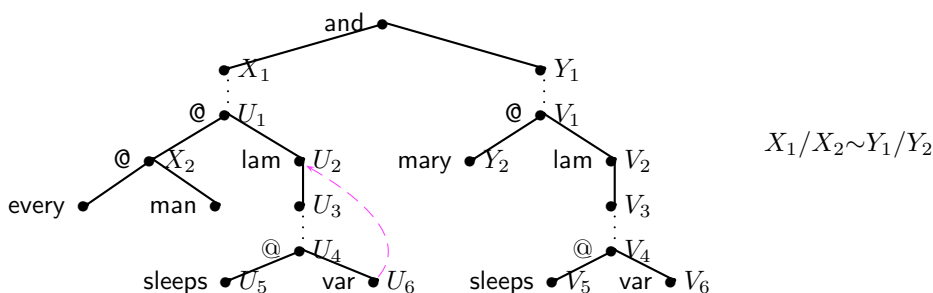 and
X₁ Y₁
@ U₁ @ V₁
@ X₂ lam U₂ mary Y₂ lam V₂ X₁/X₂~Y₁/Y₂
every man U₃ V₃
@ U₄ @ V₄
sleeps U₅ var U₆ sleeps V₅ var V₆